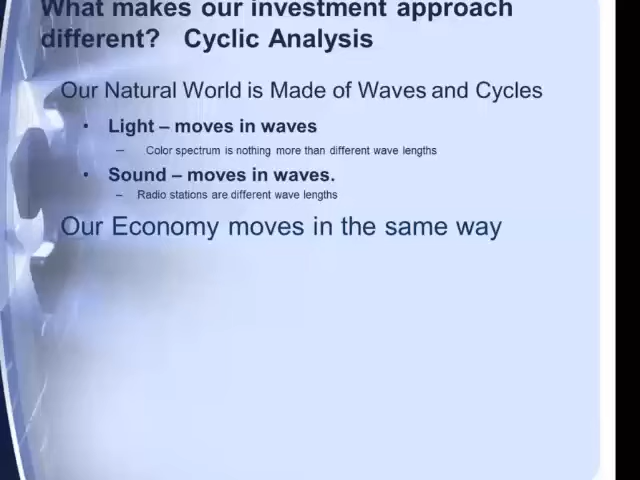 What makes our investment approach
different? Cyclic Analysis
Our Natural World is Made of Waves and Cycles
• Light – moves in waves
– Color spectrum is nothing more than different wave lengths
• Sound – moves in waves.
– Radio stations are different wave lengths
Our Economy moves in the same way